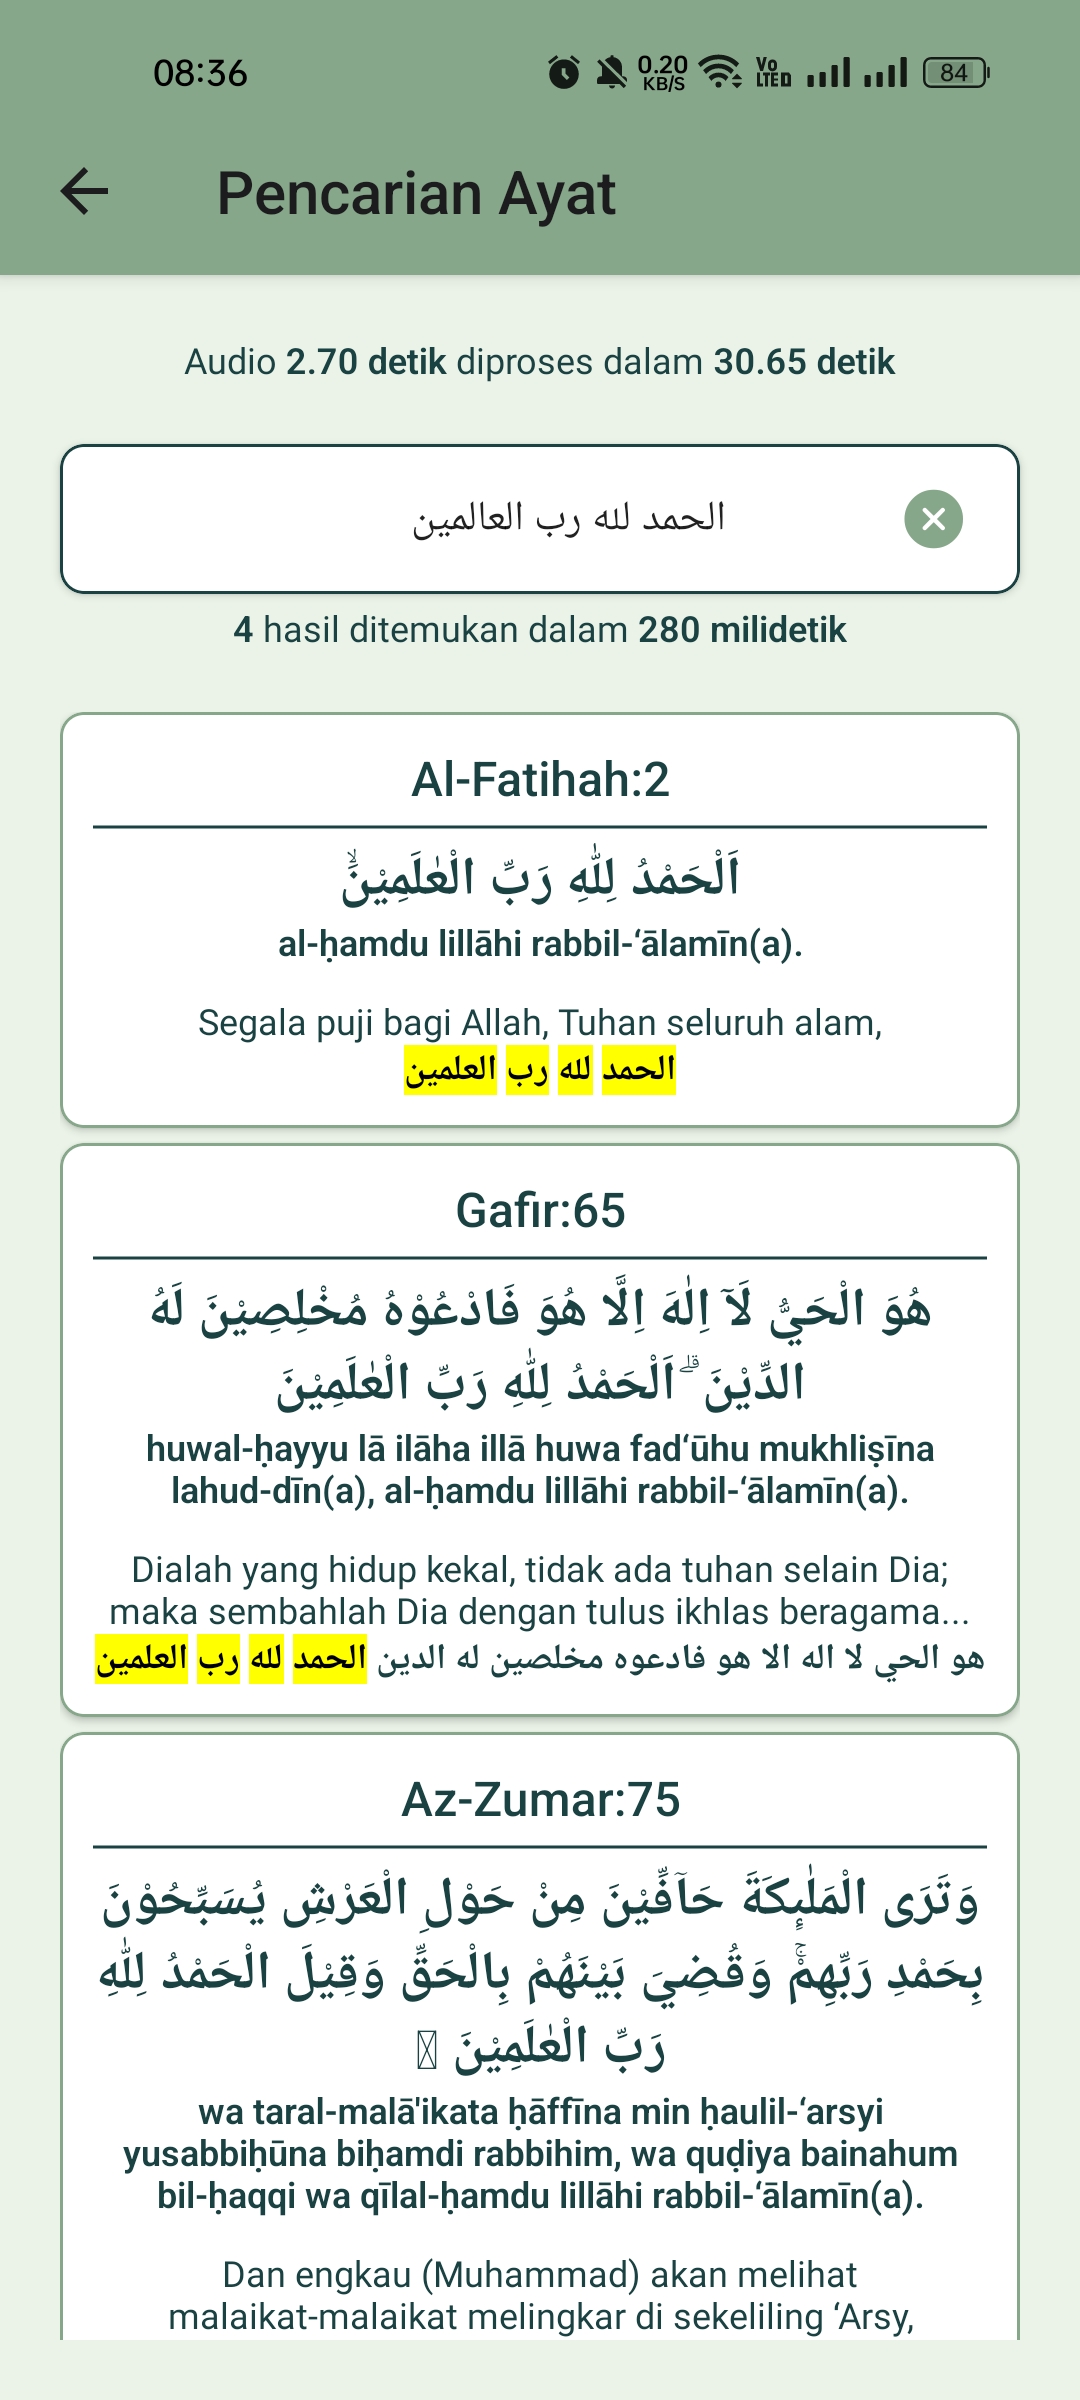 08:36
0.20 KB/S
Vo LTED
84
Pencarian Ayat
Audio 2.70 detik diproses dalam 30.65 detik
الحمد لله رب العالمين
4 hasil ditemukan dalam 280 milidetik
Al-Fatihah:2
اَلْحَمْدُ لِلّٰهِ رَبِّ الْعٰلَمِيْنَۙ
al-ḥamdu lillāhi rabbil-‘ālamīn(a).
Segala puji bagi Allah, Tuhan seluruh alam,
الحمد لله رب العلمين
Gafir:65
هُوَ الْحَيُّ لَآ اِلٰهَ اِلَّا هُوَ فَادْعُوْهُ مُخْلِصِيْنَ لَهُ
الدِّيْنَ ۗاَلْحَمْدُ لِلّٰهِ رَبِّ الْعٰلَمِيْنَ
huwal-ḥayyu lā ilāha illā huwa fad‘ūhu mukhliṣīna
lahud-dīn(a), al-ḥamdu lillāhi rabbil-‘ālamīn(a).
Dialah yang hidup kekal, tidak ada tuhan selain Dia;
maka sembahlah Dia dengan tulus ikhlas beragama...
هو الحي لا اله الا هو فادعوه مخلصين له الدين الحمد لله رب العلمين
Az-Zumar:75
وَتَرَى الْمَلٰۤىِٕكَةَ حَاۤفِّيْنَ مِنْ حَوْلِ الْعَرْشِ يُسَبِّحُوْنَ
بِحَمْدِ رَبِّهِمْۚ وَقُضِيَ بَيْنَهُمْ بِالْحَقِّ وَقِيْلَ الْحَمْدُ لِلّٰهِ
رَبِّ الْعٰلَمِيْنَ
wa taral-malā'ikata ḥāffīna min ḥaulil-‘arsyi
yusabbiḥūna biḥamdi rabbihim, wa quḍiya bainahum
bil-ḥaqqi wa qīlal-ḥamdu lillāhi rabbil-‘ālamīn(a).
Dan engkau (Muhammad) akan melihat
malaikat-malaikat melingkar di sekeliling ‘Arsy,